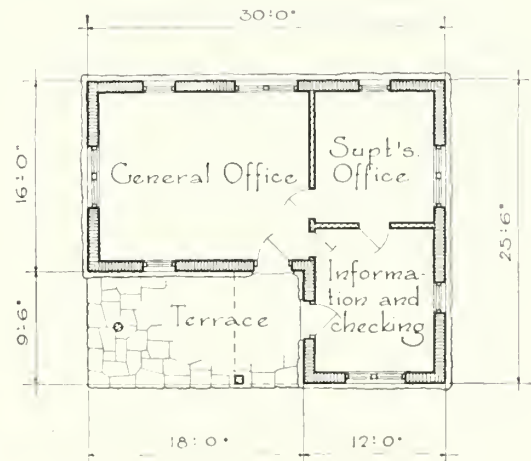 30'-0"
General Office
Supt's.
Office
16'-0"
25'-6"
Informa-
tion and
checking
Terrace
9'-6"
18'-0"
12'-0"